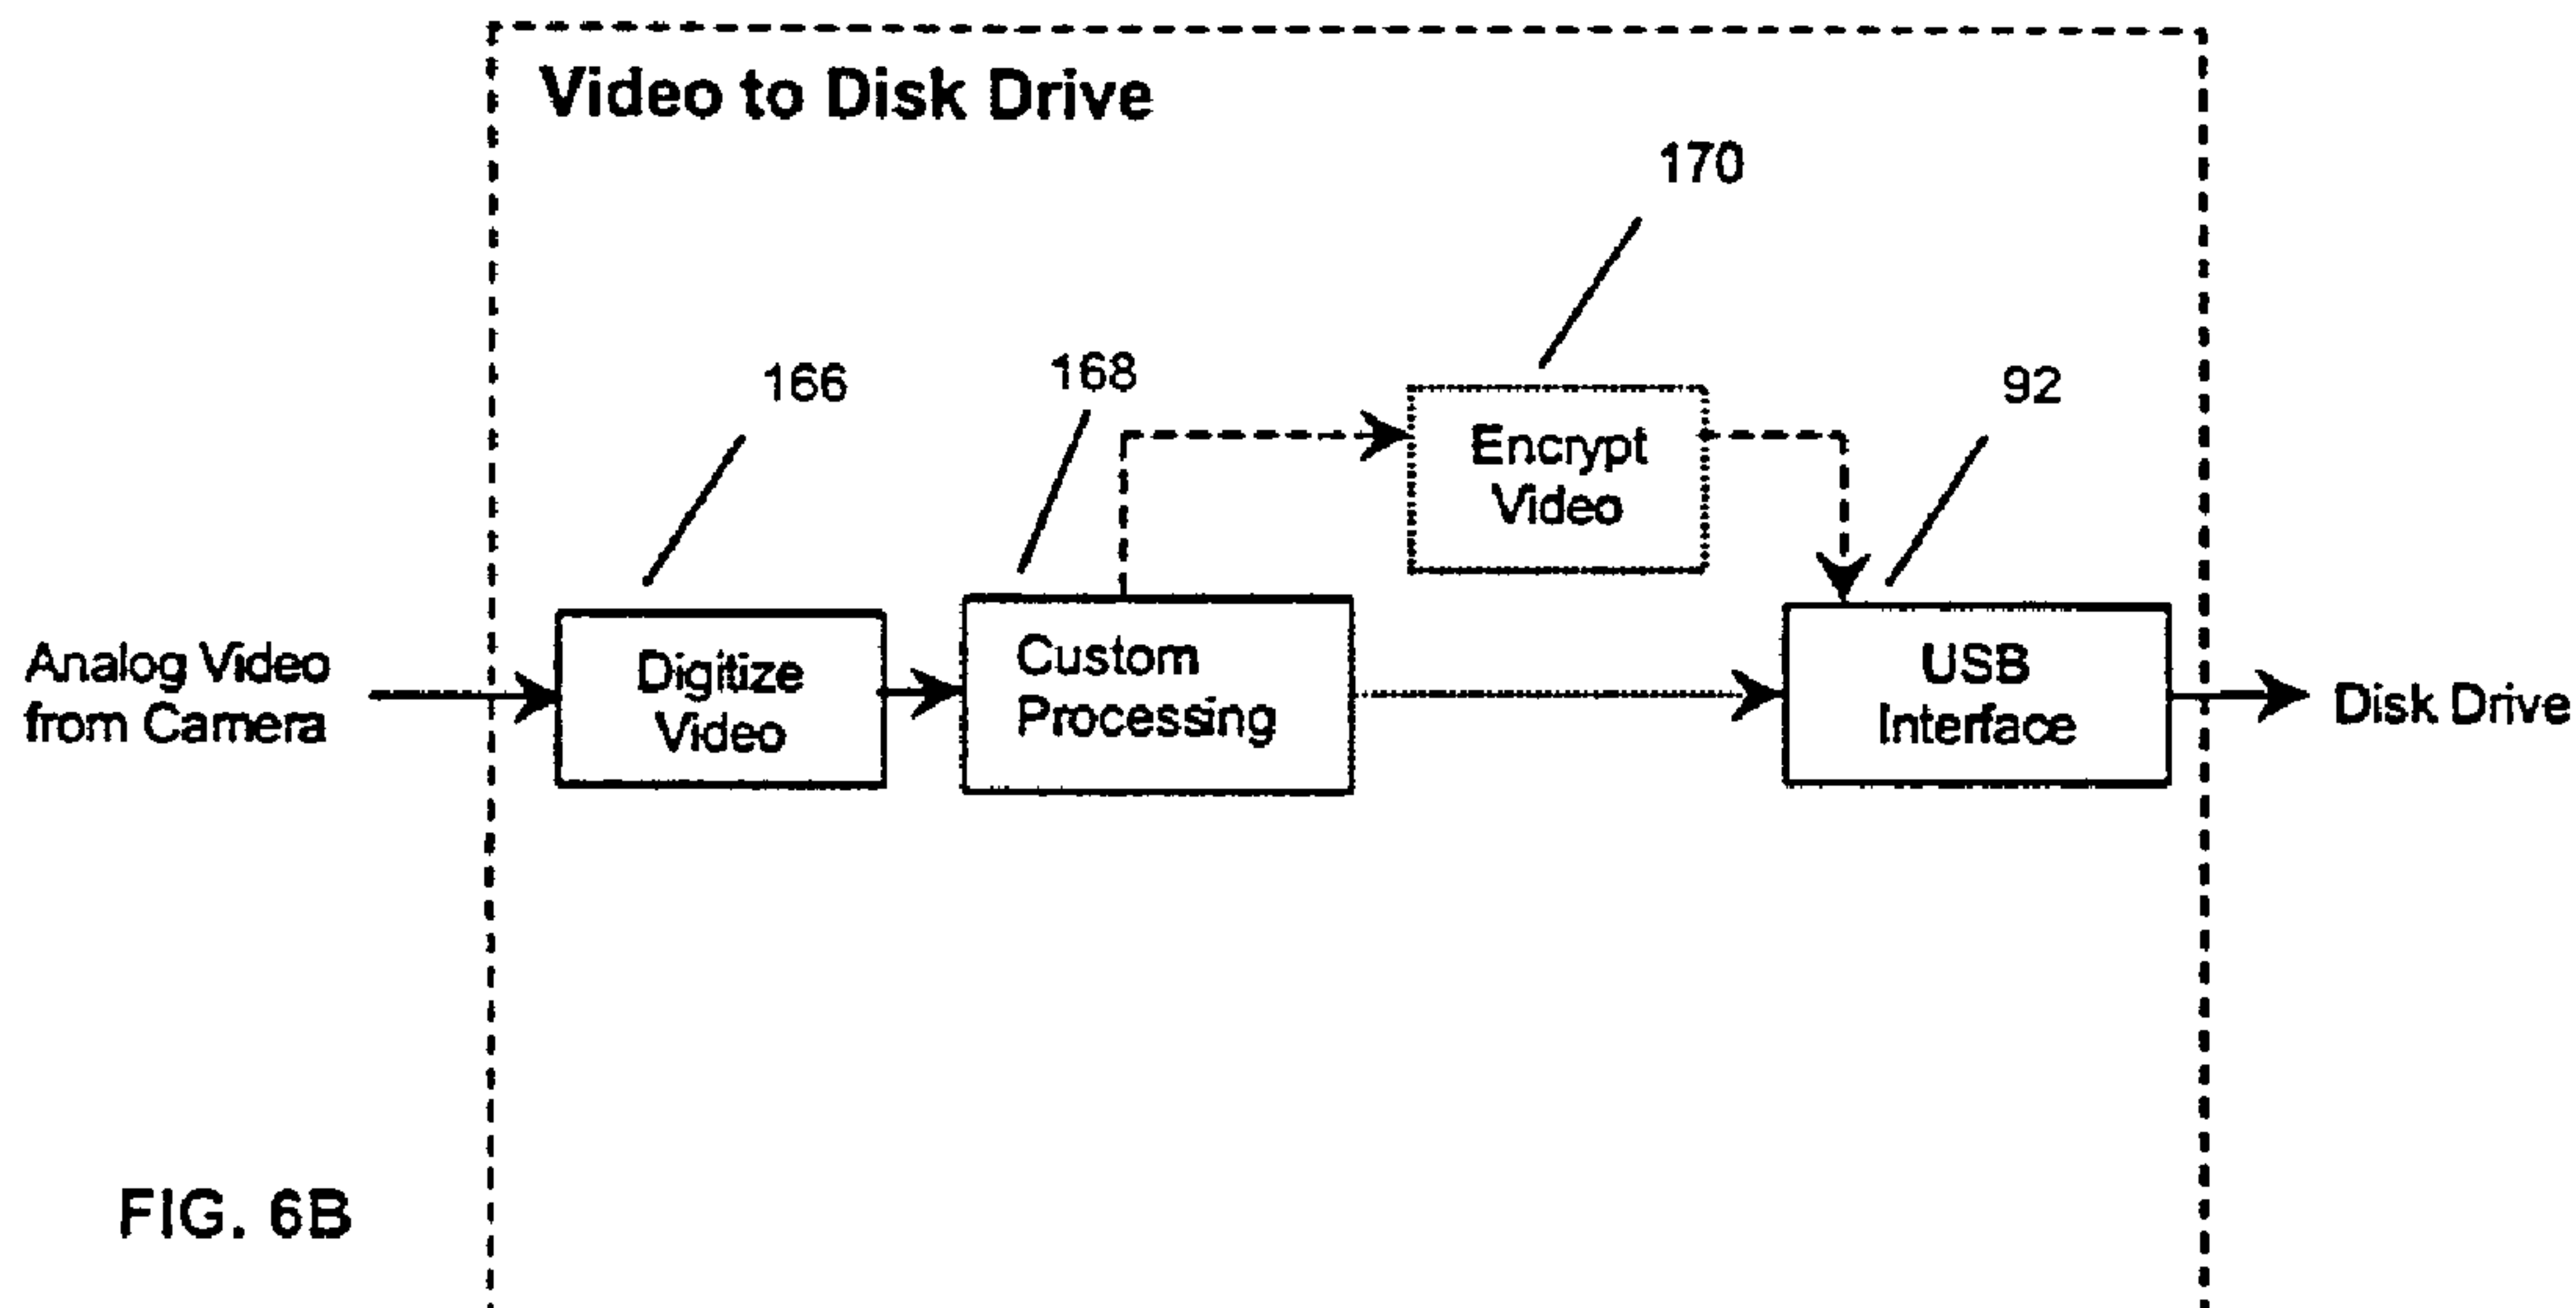 Video to Disk Drive
170
166
168
92
Encrypt
Video
Analog Video
from Camera
Digitize
Video
Custom
Processing
USB
Interface
Disk Drive
FIG. 6B